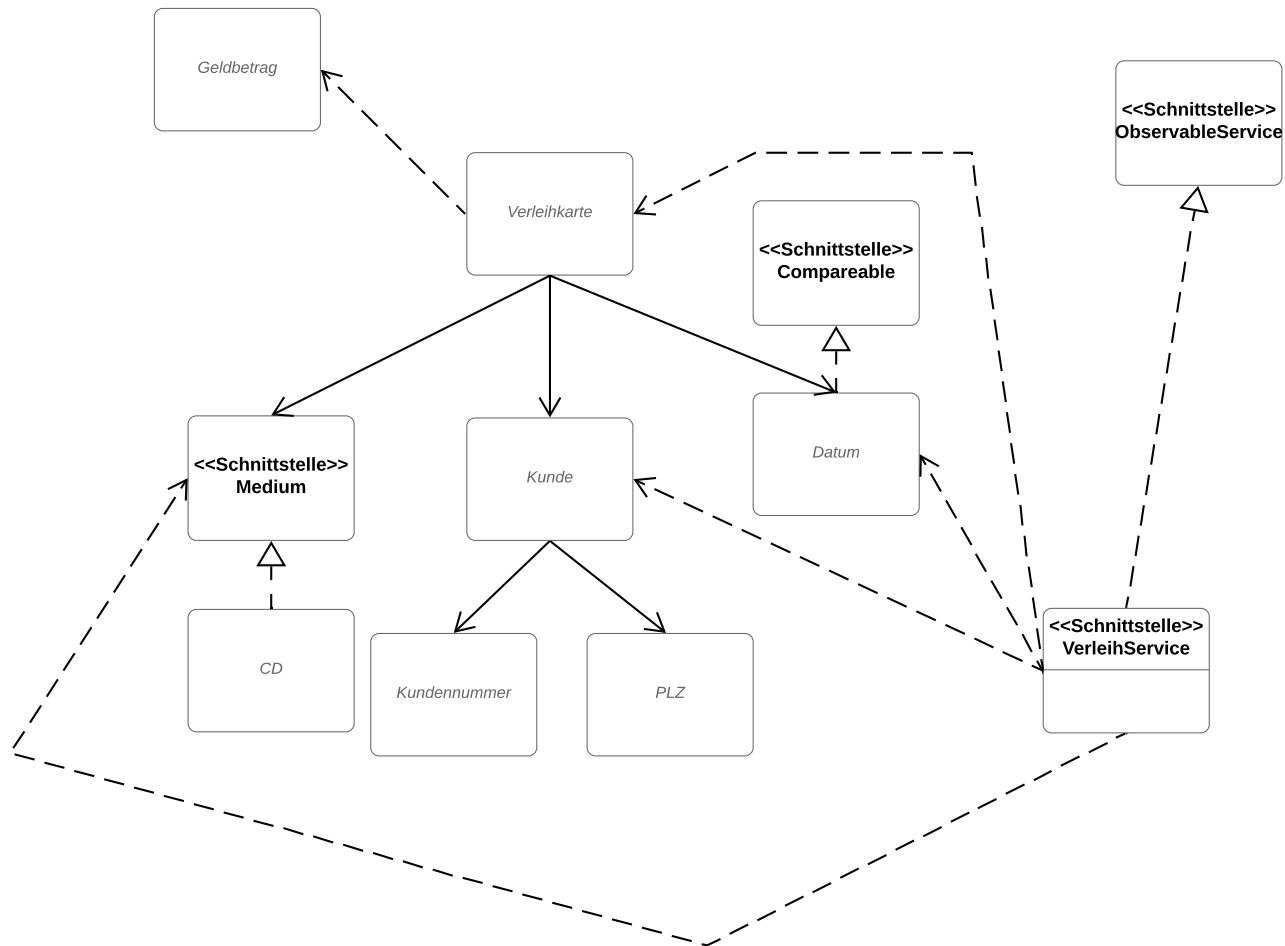 Geldbetrag
<<Schnittstelle>>
ObservableService
Verleihkarte
<<Schnittstelle>>
Compareable
<<Schnittstelle>>
Medium
Kunde
Datum
<<Schnittstelle>>
VerleihService
CD
Kundennummer
PLZ